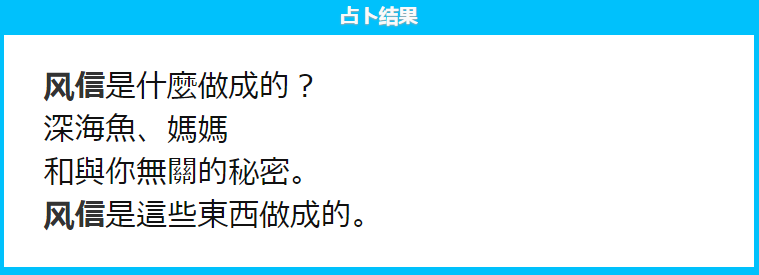 占卜结果
风信是什麼做成的？
深海魚、媽媽
和與你無關的秘密。
风信是這些東西做成的。